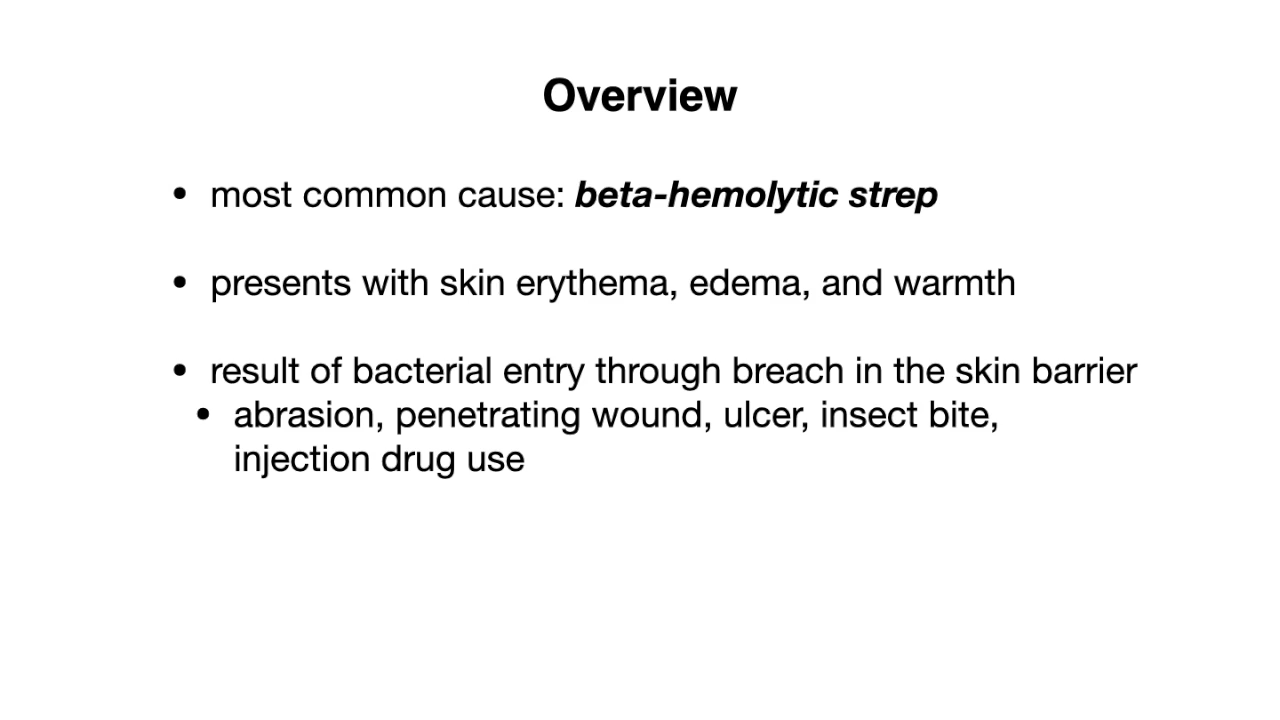 Overview
• most common cause: beta-hemolytic strep
• presents with skin erythema, edema, and warmth
• result of bacterial entry through breach in the skin barrier
• abrasion, penetrating wound, ulcer, insect bite,
injection drug use